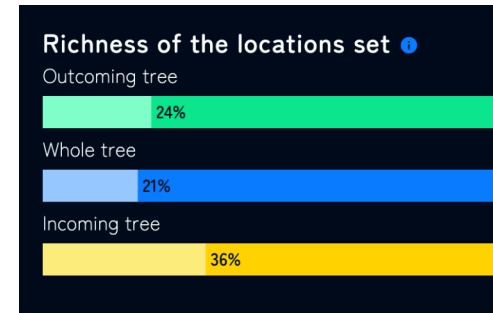 Richness of the locations set
Outcoming tree
24%
Whole tree
21%
Incoming tree
36%